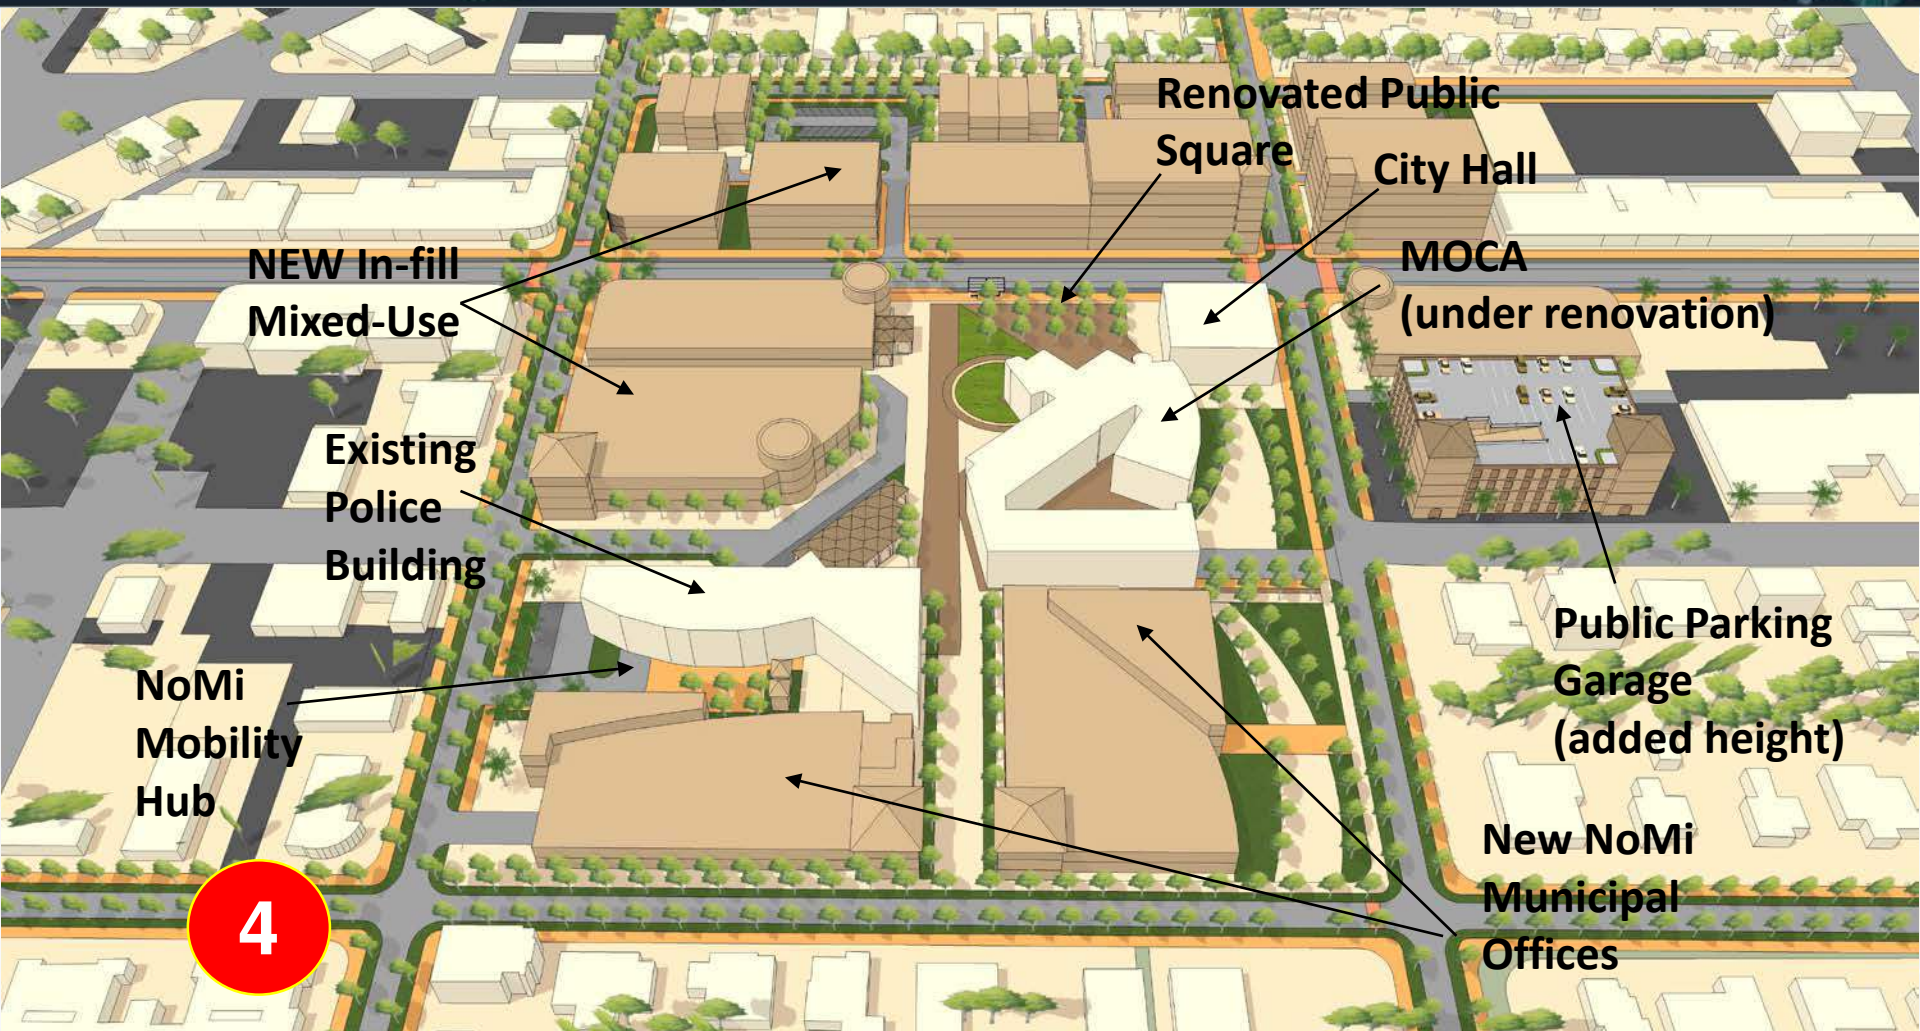 Renovated Public
Square
City Hall
MOCA
(under renovation)
NEW In-fill
Mixed-Use
Existing
Police
Building
Public Parking
Garage
(added height)
NoMi
Mobility
Hub
New NoMi
Municipal
Offices
4